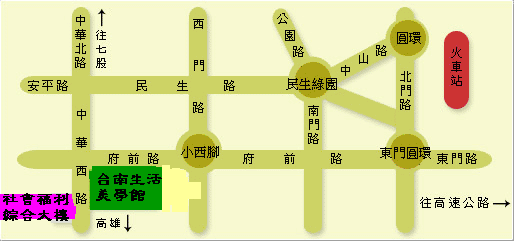 中華北路
↑往七股
西門路
公園路
中山路
圓環
火車站
安平路
民生路
民生綠園
北門路
中華西路
南門路
府前路
小西腳
府前路
東門圓環
東門路
台南生活
美學館
社會福利
綜合大樓
高雄↓
往高速公路→